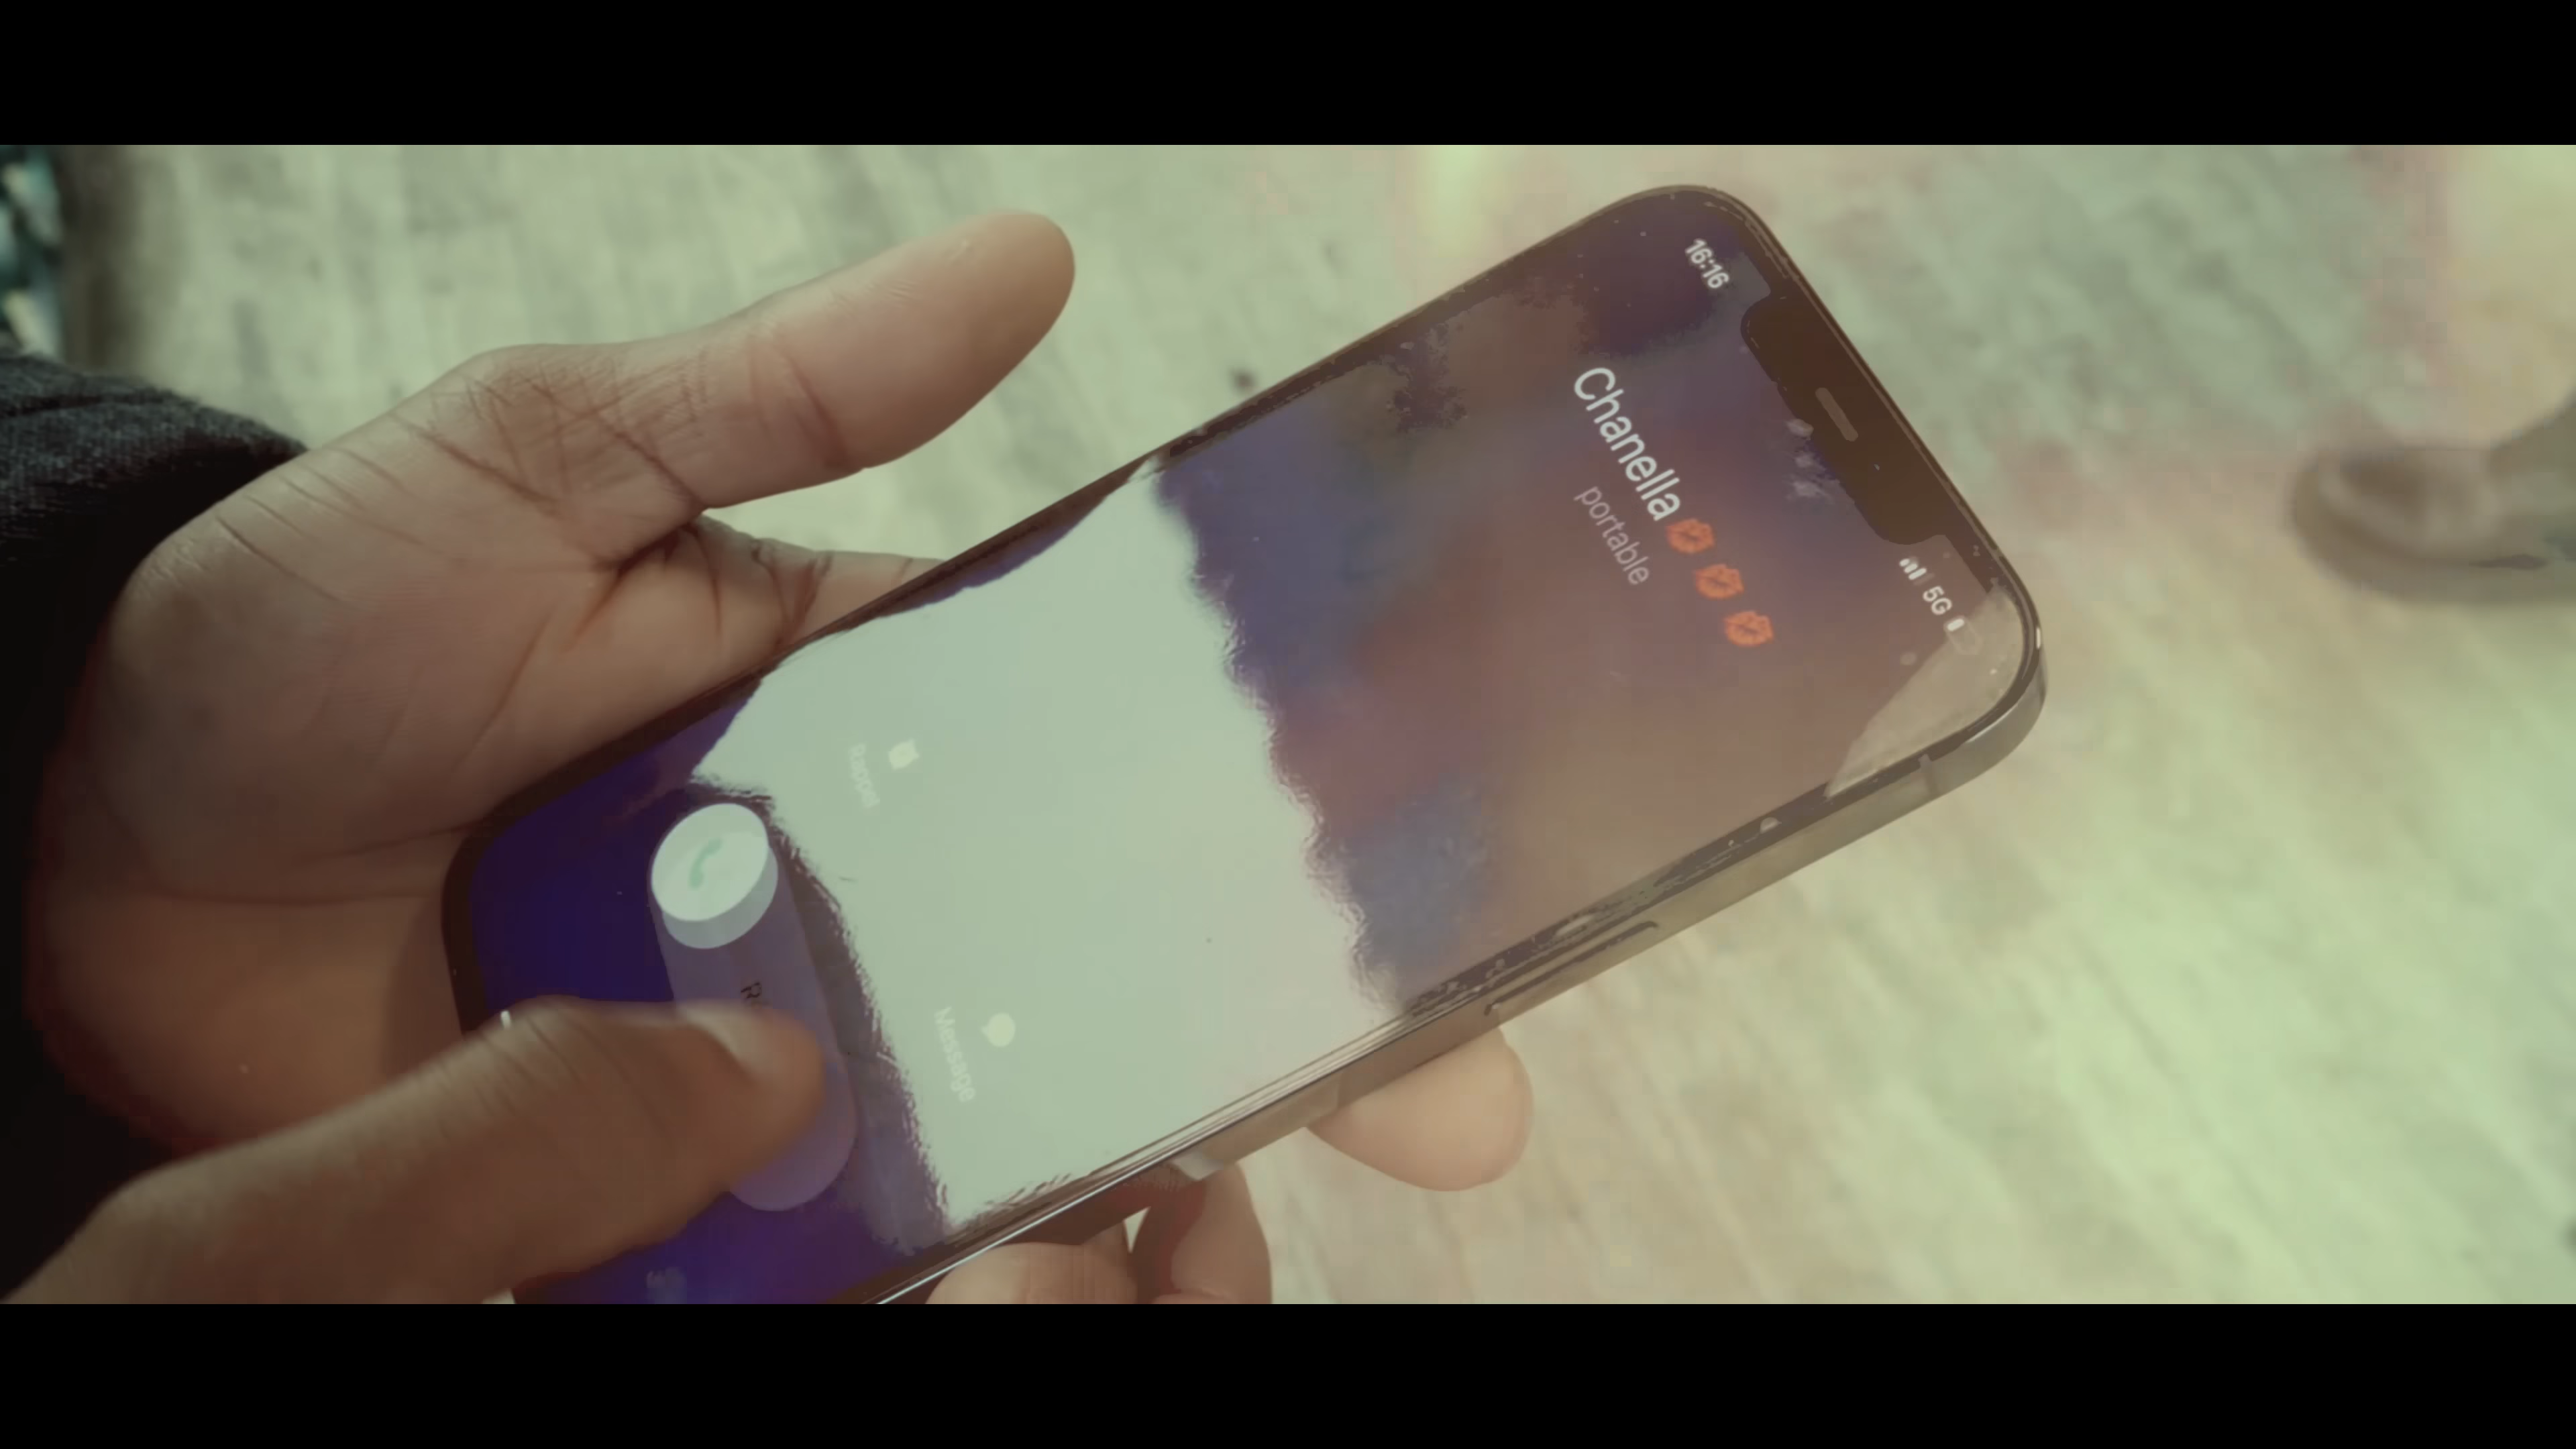 16:16
5G
Chanella 💋💋💋
portable
Rappel
Message